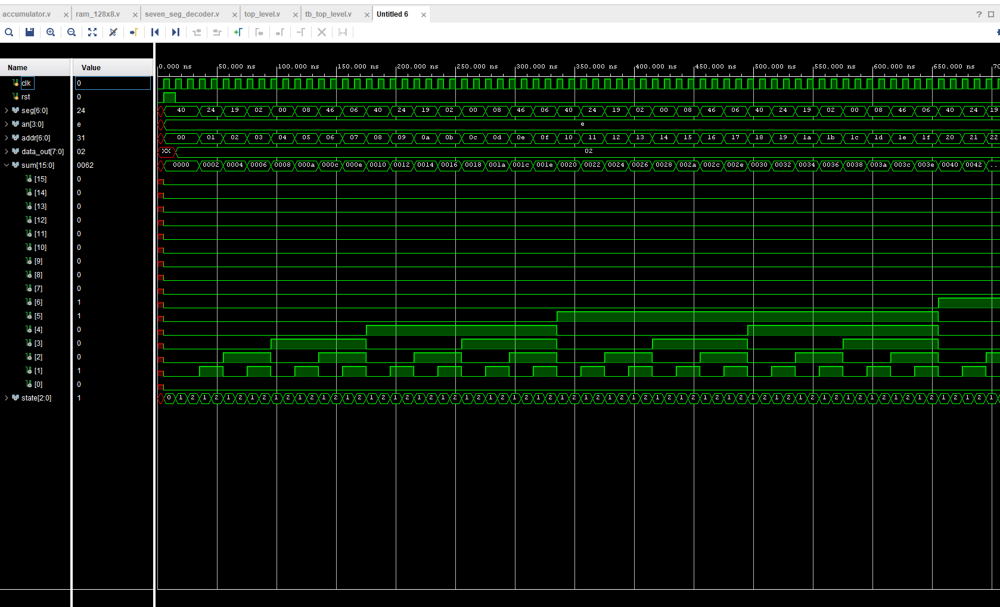 accumulator.v × ram_128x8.v × seven_seg_decoder.v × top_level.v × tb_top_level.v × Untitled 6 × ?
0.000 ns 50.000 ns 100.000 ns 150.000 ns 200.000 ns 250.000 ns 300.000 ns 350.000 ns 400.000 ns 450.000 ns 500.000 ns 550.000 ns 600.000 ns 650.000 ns 70
Name Value
clk 0
rst 0
seg[6:0] 24 40 24 19 02 00 08 46 06 40 24 19 02 00 08 46 06 40 24 19 02 00 08 46 06 40 24 19 02 00 08 46 06 40 24 19
an[3:0] e e
addr[6:0] 31 00 01 02 03 04 05 06 07 08 09 0a 0b 0c 0d 0e 0f 10 11 12 13 14 15 16 17 18 19 1a 1b 1c 1d 1e 1f 20 21 22
data_out[7:0] 02 XX 02
sum[15:0] 0062 0000 0002 0004 0006 0008 000a 000c 000e 0010 0012 0014 0016 0018 001a 001c 001e 0020 0026 0028 002a 002c 002e 0030 0032 0034 0036 0038 003a 003c 003e 0040 0042 ..
[15] 0
[14] 0
[13] 0
[12] 0
[11] 0
[10] 0
[9] 0
[8] 0
[7] 0
[6] 1
[5] 1
[4] 0
[3] 0
[2] 0
[1] 1
[0] 0
state[2:0] 1 0 1 2 1 2 1 2 1 2 1 2 1 2 1 2 1 2 1 2 1 2 1 2 1 2 1 2 1 2 1 2 1 2 1 2 1 2 1 2 1 2 1 2 1 2 1 2 1 2 1 2 1 2 1 2 1 2 1 2 1 2 1 2 1 2 1 2 1 2 1